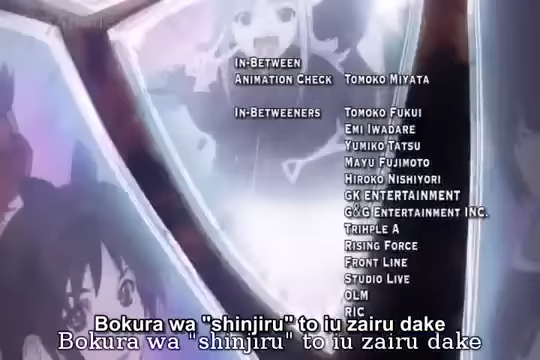 In-Between
Animation Check Tomoko Miyata
In-Betweeners Tomoko Fukui
Emi Iwadare
Yumiko Tatsu
Mayu Fujimoto
Hiroko Nishiyori
GK Entertainment
G&G Entertainment Inc.
Trihple A
Rising Force
Front Line
Studio Live
OLM
RIC
Bokura wa "shinjiru" to iu zairu dake
Bokura wa "shinjiru" to iu zairu dake